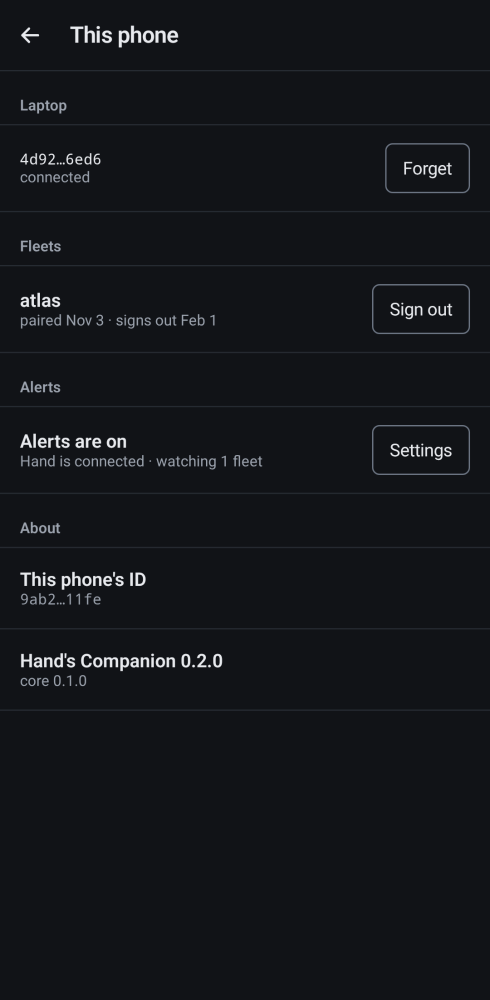 This phone
Laptop
4d92…6ed6
connected
Forget
Fleets
atlas
paired Nov 3 · signs out Feb 1
Sign out
Alerts
Alerts are on
Hand is connected · watching 1 fleet
Settings
About
This phone's ID
9ab2…11fe
Hand's Companion 0.2.0
core 0.1.0